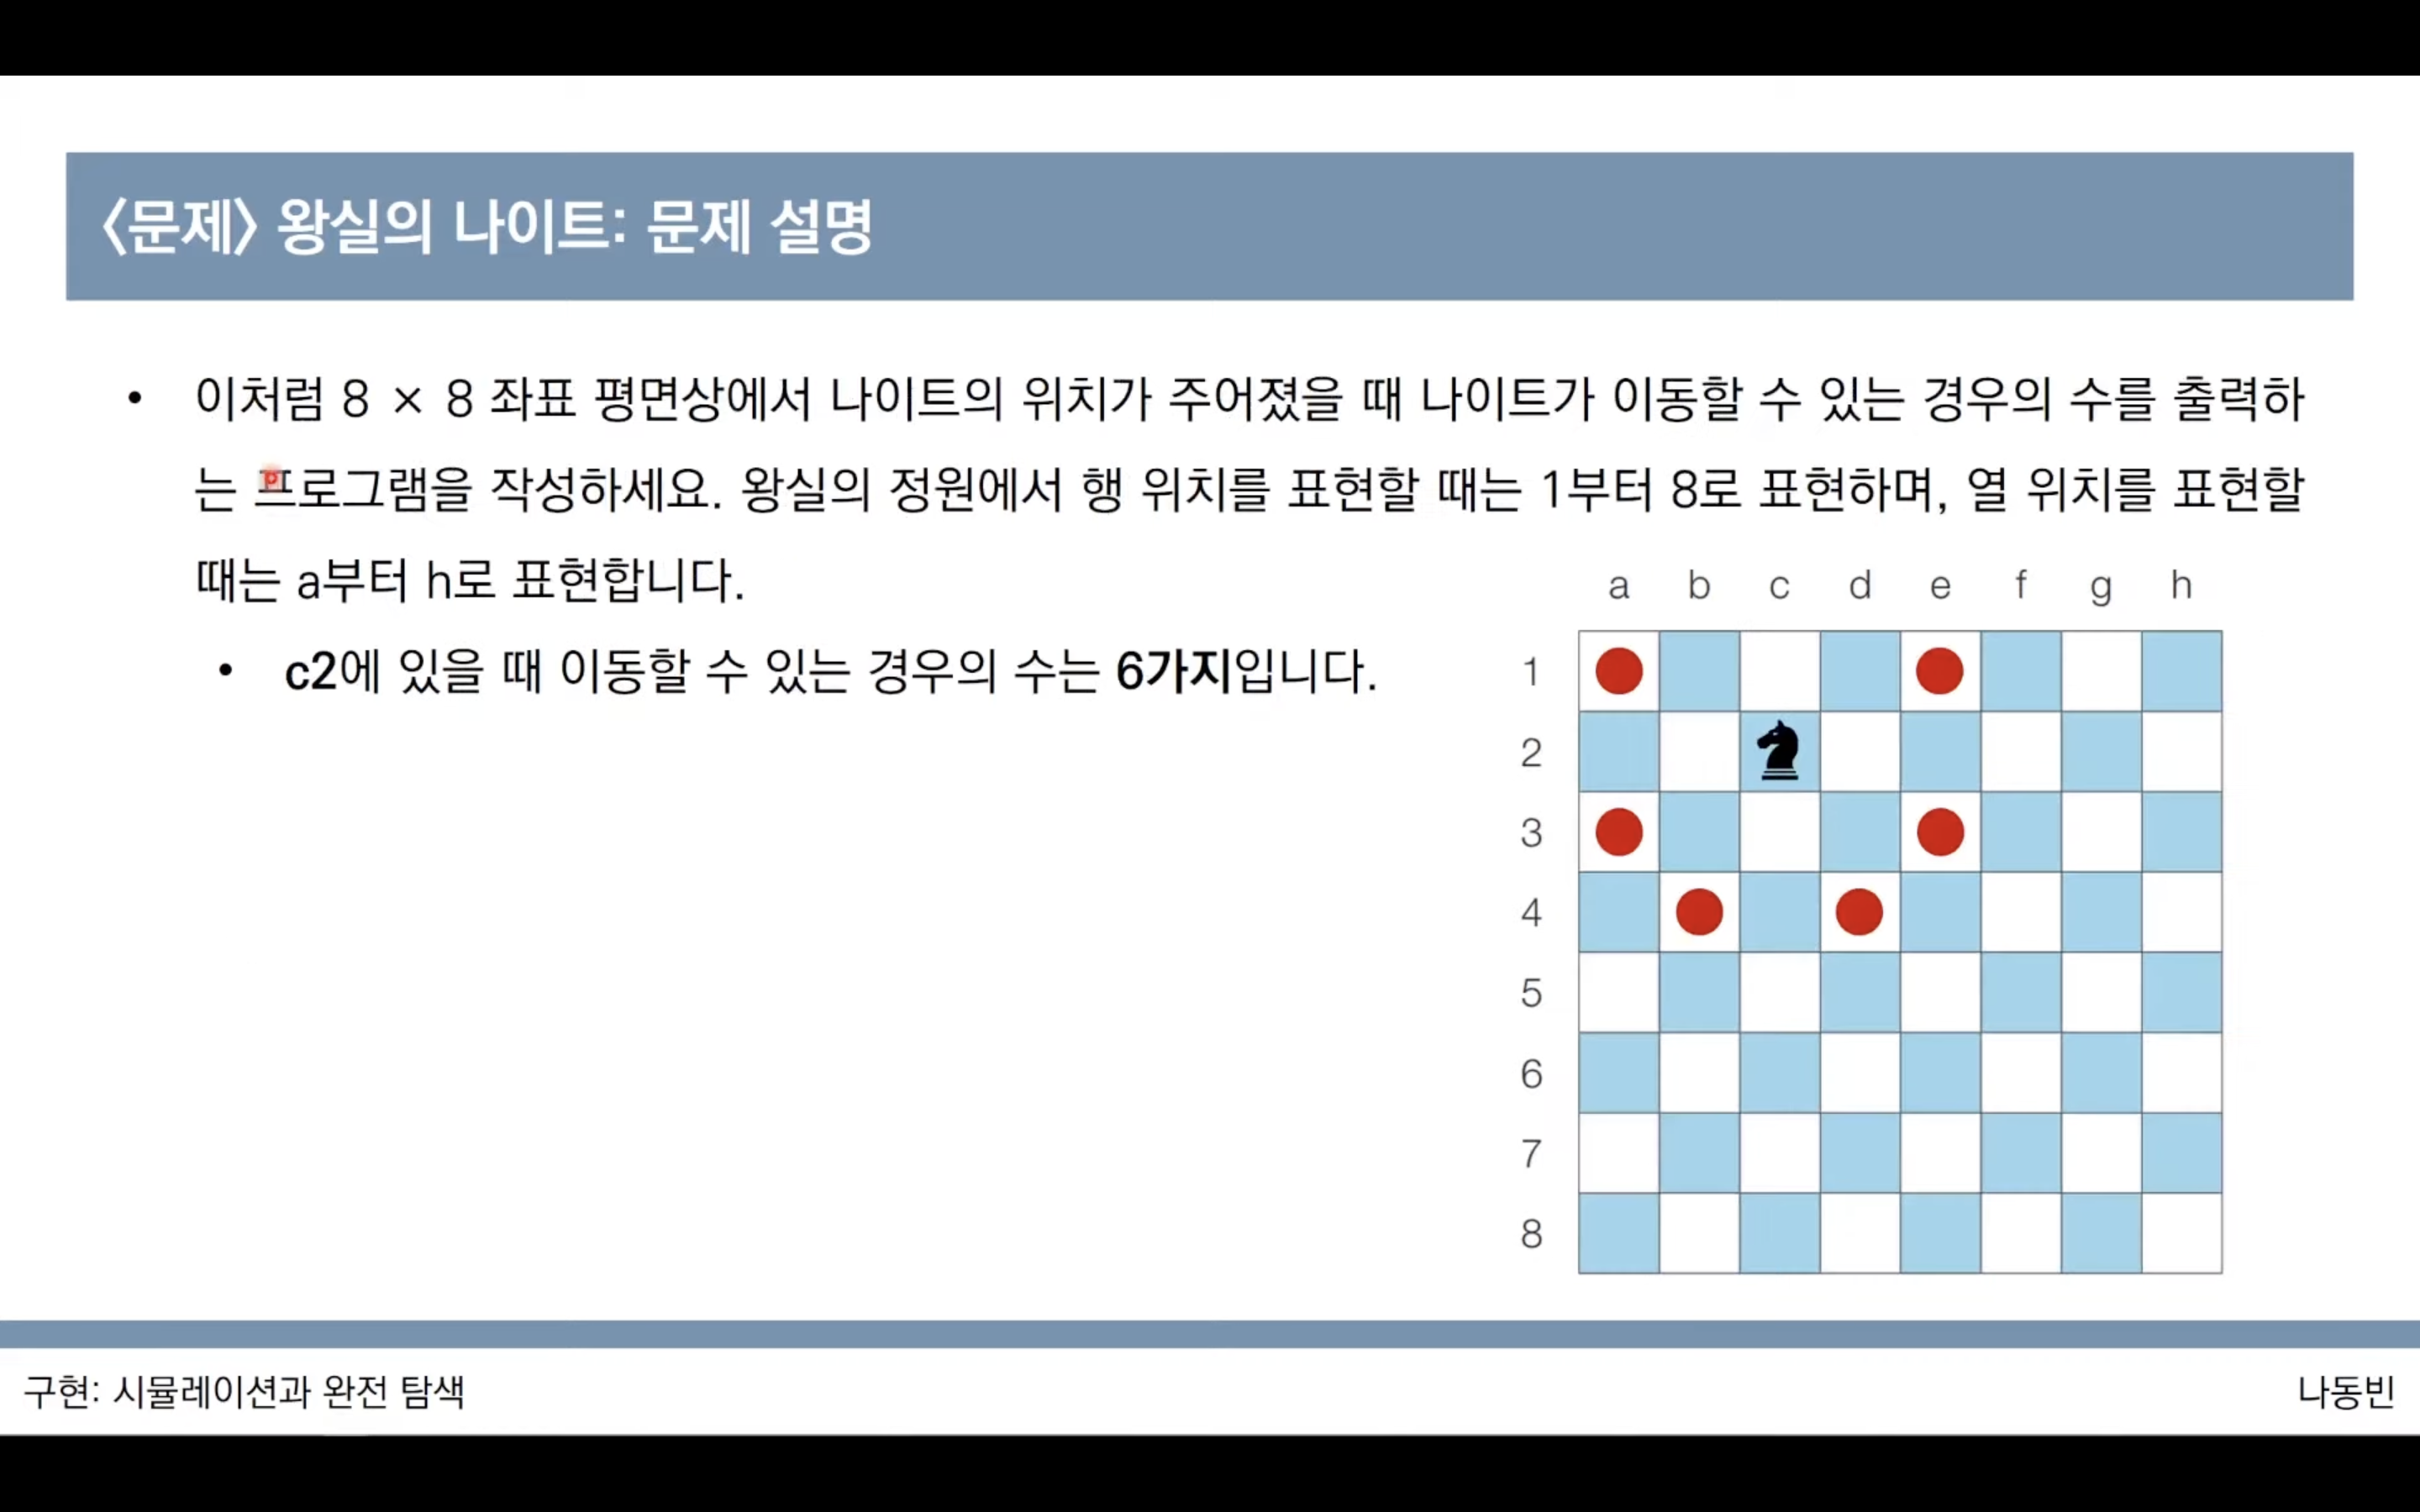 〈문제〉 왕실의 나이트: 문제 설명
• 이처럼 8 × 8 좌표 평면상에서 나이트의 위치가 주어졌을 때 나이트가 이동할 수 있는 경우의 수를 출력하
는 프로그램을 작성하세요. 왕실의 정원에서 행 위치를 표현할 때는 1부터 8로 표현하며, 열 위치를 표현할
때는 a부터 h로 표현합니다.
• c2에 있을 때 이동할 수 있는 경우의 수는 6가지입니다.
a b c d e f g h
1
2
3
4
5
6
7
8
구현: 시뮬레이션과 완전 탐색
나동빈